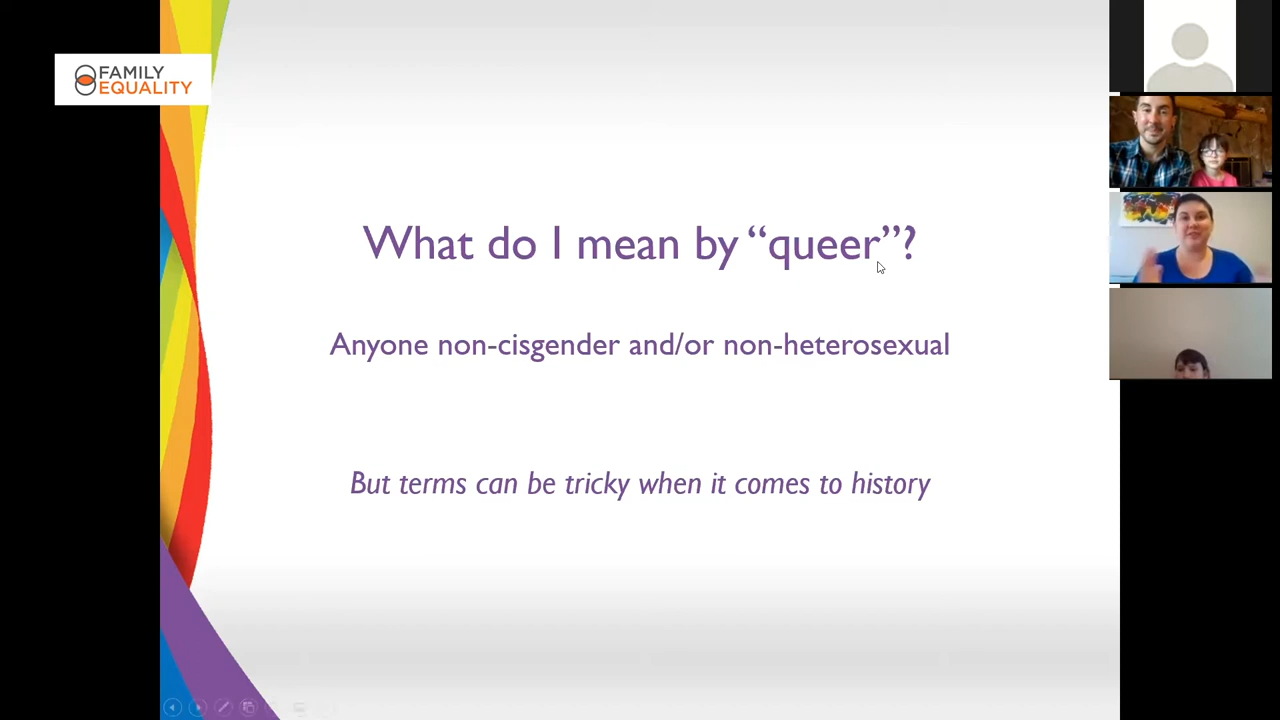 FAMILY
EQUALITY
What do I mean by “queer”?
Anyone non-cisgender and/or non-heterosexual
But terms can be tricky when it comes to history